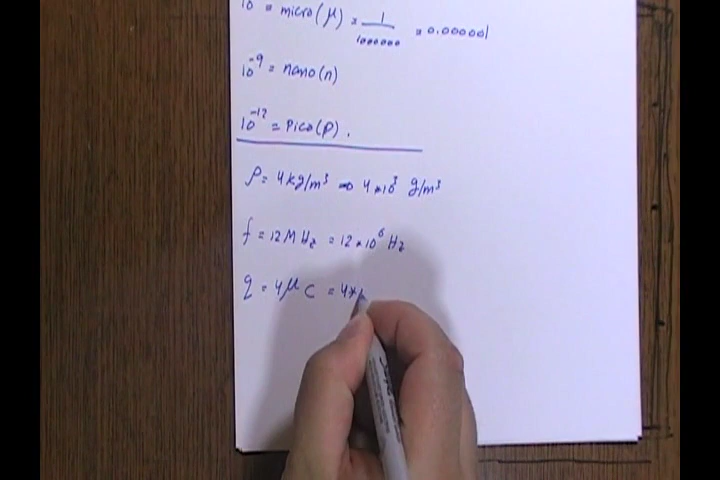 10 = micro(μ) = 1/1000000 = 0.000001
10⁻⁹ = nano(n)
10⁻¹² = Pico(p).
ρ = 4kg/m³ ⇒ 4*10³ g/m³
f = 12MHz = 12*10⁶ Hz
q = 4μC = 4*